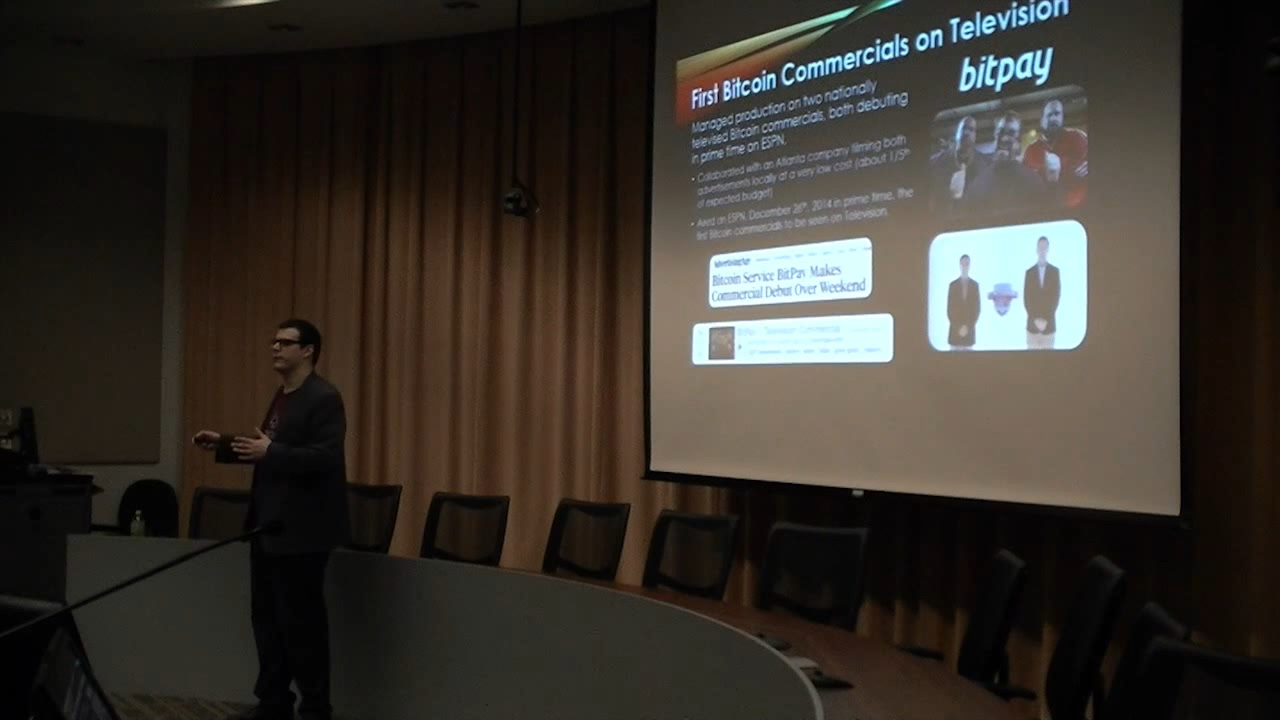 First Bitcoin Commercials on Television
bitpay
Managed production on two nationally
televised Bitcoin commercials, both debuting
in prime time on ESPN.
• Collaborated with an Atlanta company filming both
advertisements locally at a very low cost (about 1/5th
of expected budget)
• Aired on ESPN, December 26th, 2014 in prime time, the
first Bitcoin commercials to be seen on Television.
AdvertisingAge
Bitcoin Service BitPay Makes
Commercial Debut Over Weekend
Television Commercial